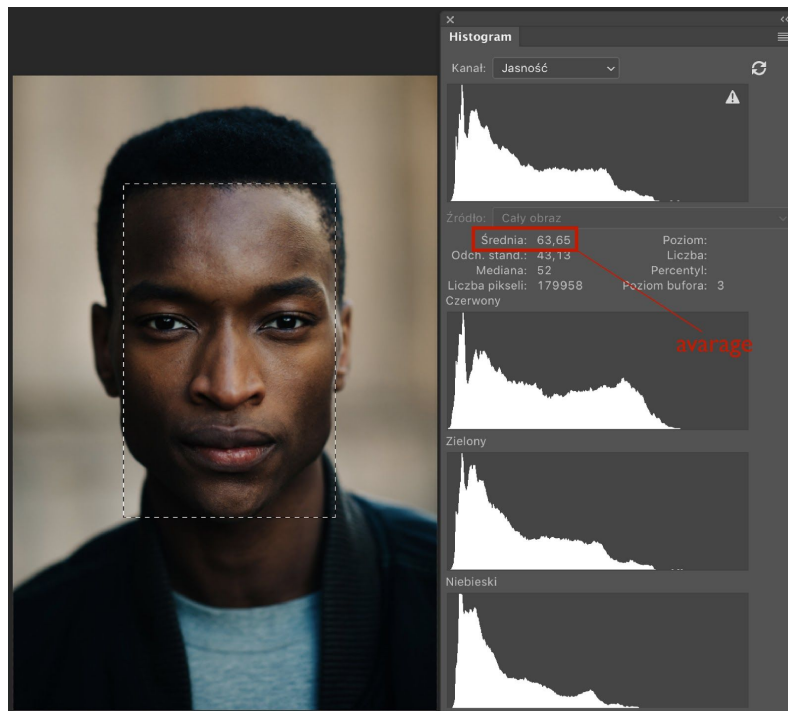 Histogram
Kanał: Jasność
Źródło: Cały obraz
Średnia: 63,65 Poziom:
Odch. stand.: 43,13 Liczba:
Mediana: 52 Percentyl:
Liczba pikseli: 179958 Poziom bufora: 3
Czerwony
avarage
Zielony
Niebieski